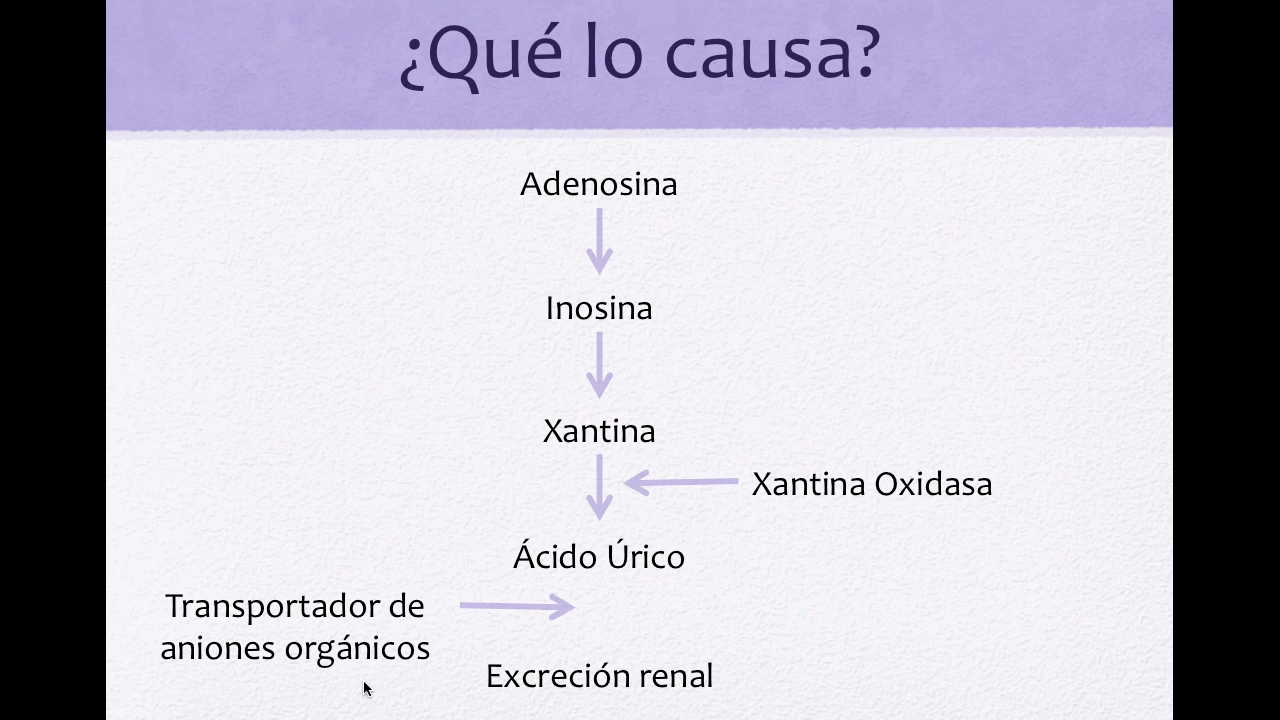 ¿Qué lo causa?
Adenosina
Inosina
Xantina
Xantina Oxidasa
Ácido Úrico
Transportador de
aniones orgánicos
Excreción renal